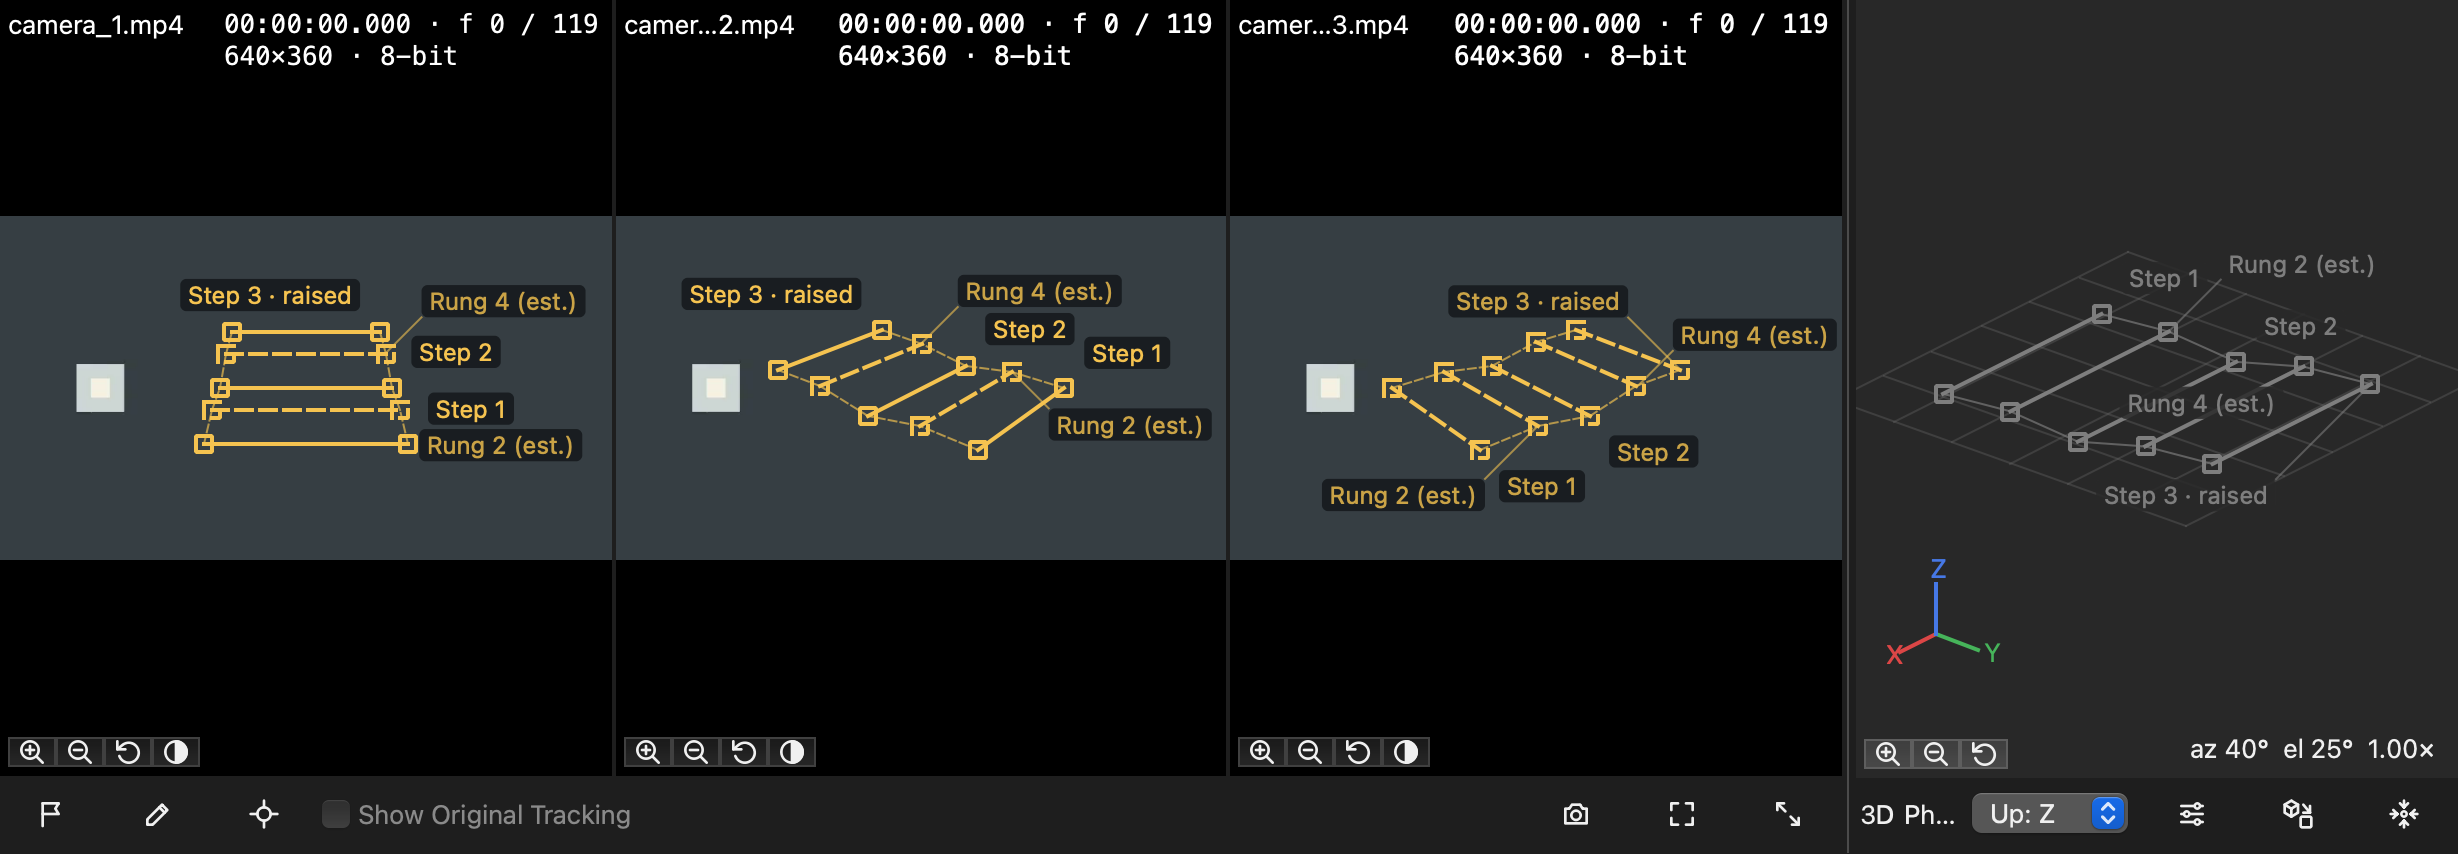 camera_1.mp4
00:00:00.000 · f 0 / 119
640×360 · 8-bit
Step 3 · raised
Rung 4 (est.)
Step 2
Step 1
Rung 2 (est.)
camer...2.mp4
00:00:00.000 · f 0 / 119
640×360 · 8-bit
Step 3 · raised
Rung 4 (est.)
Step 2
Step 1
Rung 2 (est.)
camer...3.mp4
00:00:00.000 · f 0 / 119
640×360 · 8-bit
Step 3 · raised
Rung 4 (est.)
Step 2
Step 1
Rung 2 (est.)
Rung 2 (est.)
Step 1
Step 2
Rung 4 (est.)
Step 3 · raised
Z
X
Y
az 40° el 25° 1.00×
Show Original Tracking
3D Ph...
Up: Z